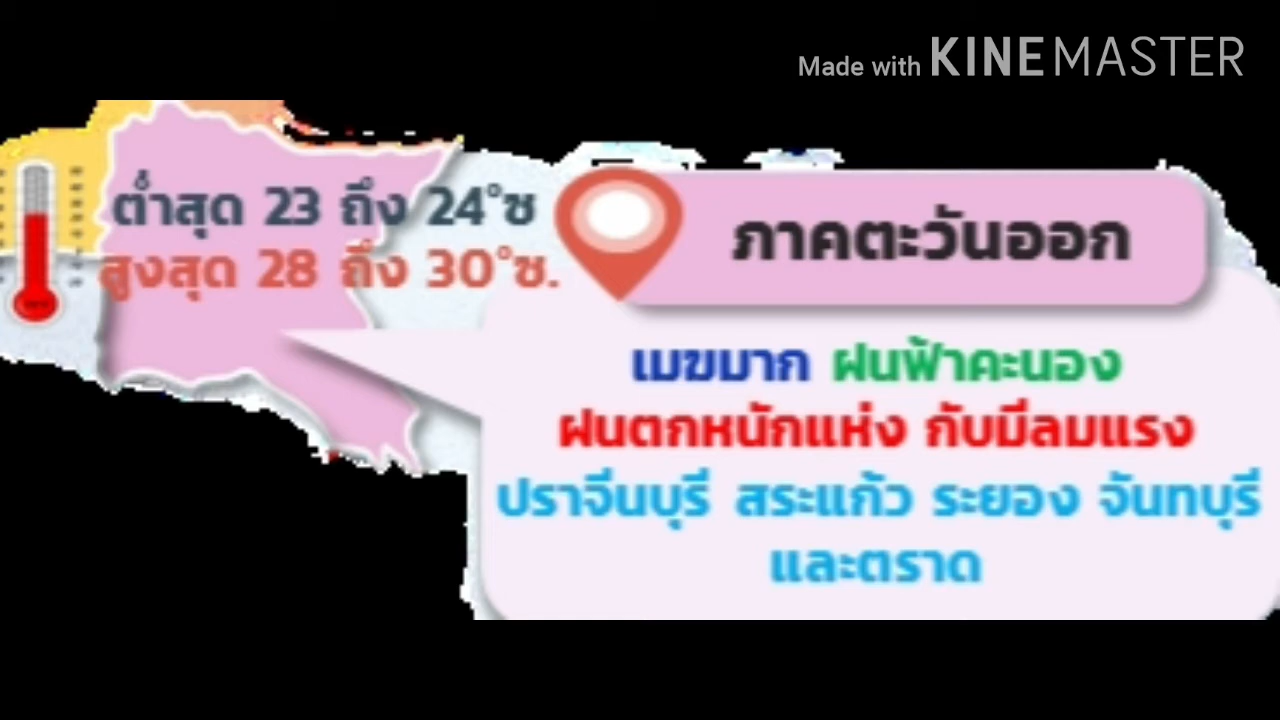 Made with KINEMASTER
ต่ำสุด 23 ถึง 24°ซ
สูงสุด 28 ถึง 30°ซ.
ภาคตะวันออก
เมฆมาก ฝนฟ้าคะนอง
ฝนตกหนักแห่ง กับมีลมแรง
ปราจีนบุรี สระแก้ว ระยอง จันทบุรี
และตราด